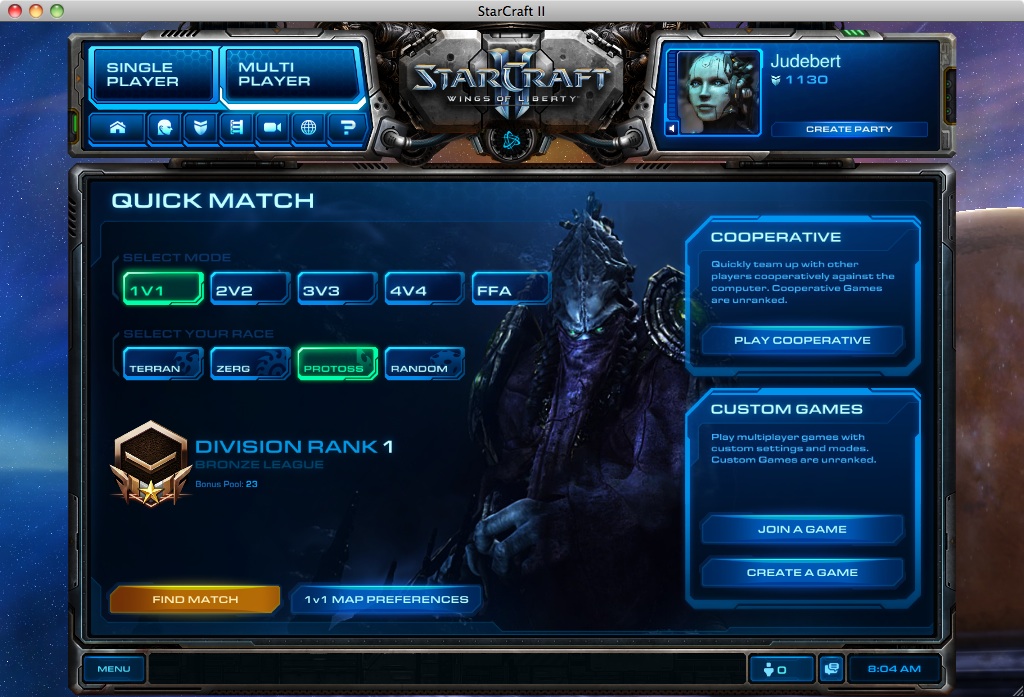 StarCraft II
SINGLE
PLAYER
MULTI
PLAYER
STARCRAFT
II
WINGS OF LIBERTY
Judebert
1130
CREATE PARTY
QUICK MATCH
SELECT MODE
1V1
2V2
3V3
4V4
FFA
SELECT YOUR RACE
TERRAN
ZERG
PROTOSS
RANDOM
DIVISION RANK 1
BRONZE LEAGUE
Bonus Pool: 23
FIND MATCH
1v1 MAP PREFERENCES
COOPERATIVE
Quickly team up with other
players cooperatively against the
computer. Cooperative Games
are unranked.
PLAY COOPERATIVE
CUSTOM GAMES
Play multiplayer games with
custom settings and modes.
Custom Games are unranked.
JOIN A GAME
CREATE A GAME
MENU
0
8:04 AM